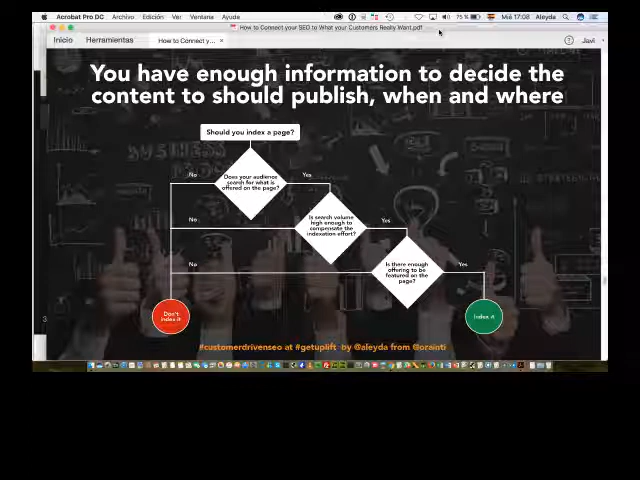 Acrobat Pro DC Archivo Edición Ver Ventana Ayuda 75% Mié 17:08 Aleyda
How to Connect your SEO to What your Customers Really Want.pdf
Inicio Herramientas How to Connect y... × Javi
You have enough information to decide the
content to should publish, when and where
Should you index a page?
Does your audience
search for what is
offered on the page?
No
Yes
Is search volume
high enough to
compensate the
indexation effort?
No
Yes
Is there enough
offering to be
featured on the
page?
No
Yes
Don't
index it
Index it
3
#customerdrivenseo at #getuplift by @aleyda from @orainti